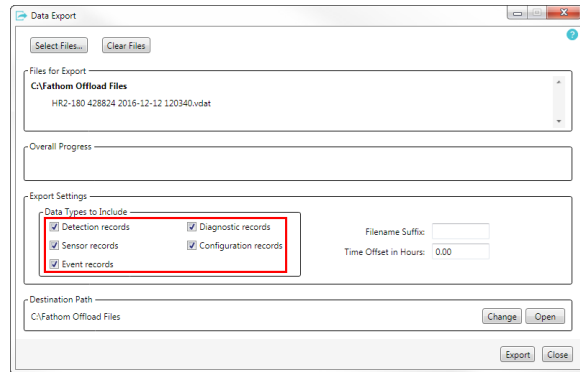 Data Export
?
Select Files... Clear Files
Files for Export
C:\Fathom Offload Files
HR2-180 428824 2016-12-12 120340.vdat
Overall Progress
Export Settings
Data Types to Include
Detection records Diagnostic records
Filename Suffix:
Sensor records Configuration records
Time Offset in Hours: 0.00
Event records
Destination Path
C:\Fathom Offload Files Change Open
Export Close